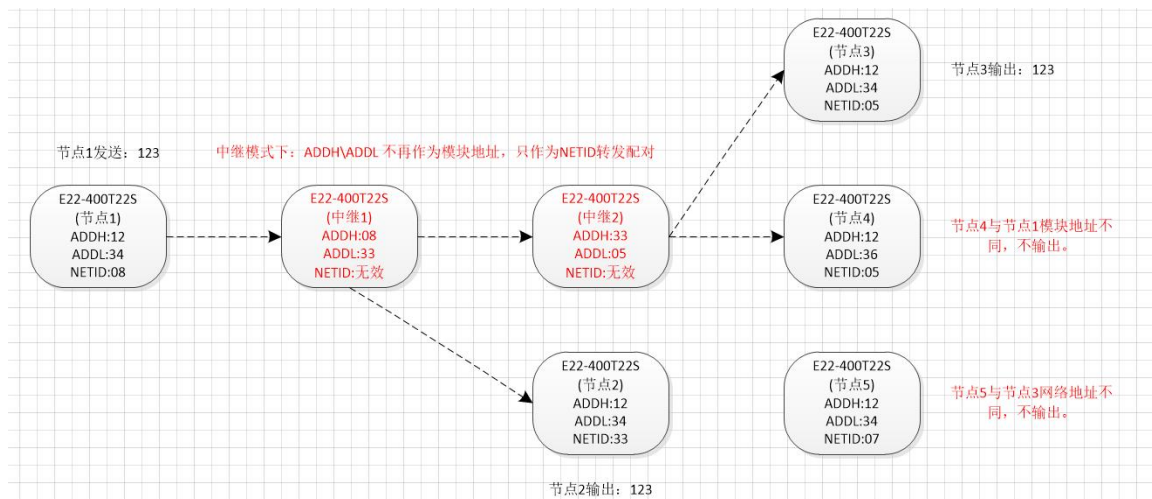 E22-400T22S
(节点3)
ADDH:12
ADDL:34
NETID:05
节点3输出：123
节点1发送：123
中继模式下：ADDH\ADDL 不再作为模块地址，只作为NETID转发配对
E22-400T22S
(节点1)
ADDH:12
ADDL:34
NETID:08
E22-400T22S
(中继1)
ADDH:08
ADDL:33
NETID:无效
E22-400T22S
(中继2)
ADDH:33
ADDL:05
NETID:无效
E22-400T22S
(节点4)
ADDH:12
ADDL:36
NETID:05
节点4与节点1模块地址不
同，不输出。
E22-400T22S
(节点2)
ADDH:12
ADDL:34
NETID:33
E22-400T22S
(节点5)
ADDH:12
ADDL:34
NETID:07
节点5与节点3网络地址不
同，不输出。
节点2输出：123